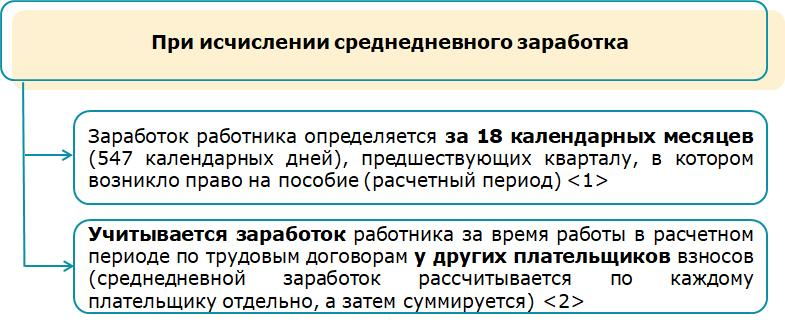 При исчислении среднедневного заработка
Заработок работника определяется за 18 календарных месяцев
(547 календарных дней), предшествующих кварталу, в котором
возникло право на пособие (расчетный период) <1>
Учитывается заработок работника за время работы в расчетном
периоде по трудовым договорам у других плательщиков взносов
(среднедневной заработок рассчитывается по каждому
плательщику отдельно, а затем суммируется) <2>